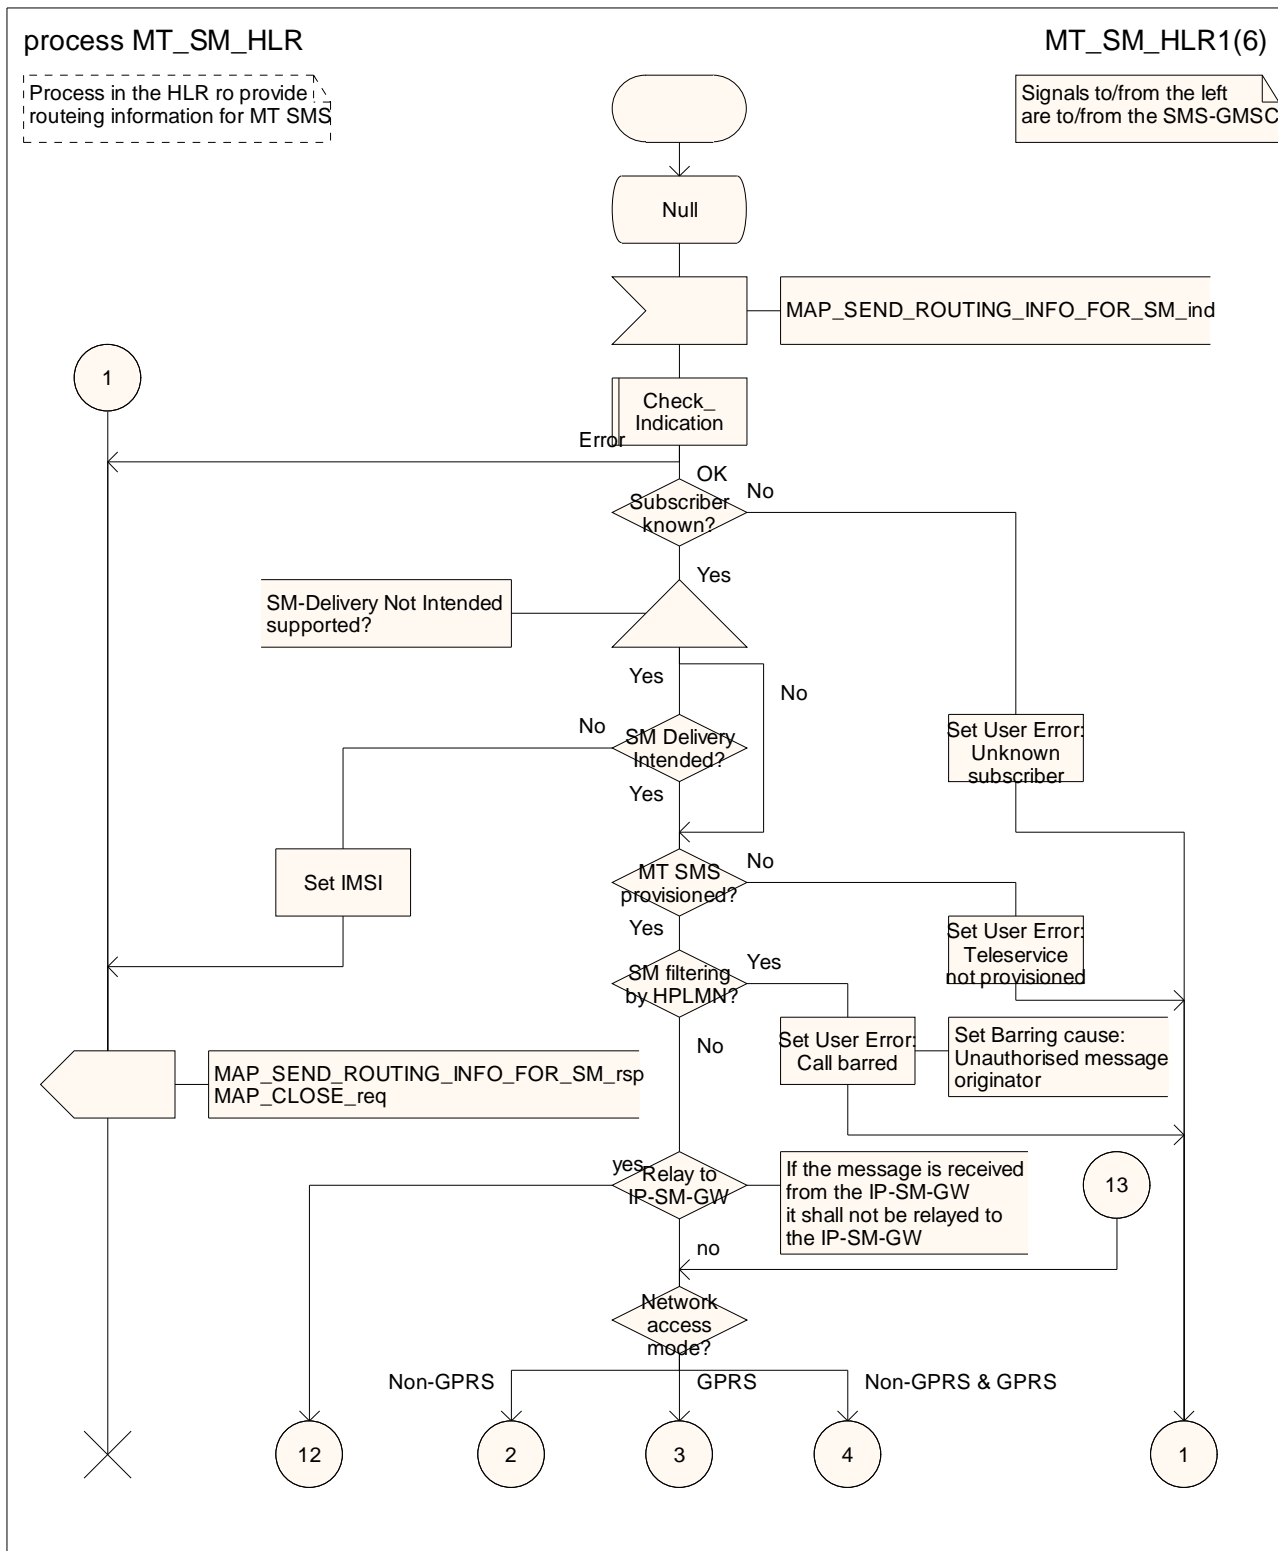 process MT_SM_HLR
MT_SM_HLR1(6)
Process in the HLR ro provide
routeing information for MT SMS
Signals to/from the left
are to/from the SMS-GMSC
Null
MAP_SEND_ROUTING_INFO_FOR_SM_ind
1
Check_
Indication
Error
OK
No
Subscriber
known?
Yes
SM-Delivery Not Intended
supported?
Yes
No
No
SM Delivery
Intended?
Set User Error:
Unknown
subscriber
Yes
No
MT SMS
provisioned?
Set IMSI
Yes
Set User Error:
Teleservice
not provisioned
Yes
SM filtering
by HPLMN?
No
Set User Error:
Call barred
Set Barring cause:
Unauthorised message
originator
MAP_SEND_ROUTING_INFO_FOR_SM_rsp
MAP_CLOSE_req
yes
Relay to
IP-SM-GW
If the message is received
from the IP-SM-GW
it shall not be relayed to
the IP-SM-GW
13
no
Network
access
mode?
Non-GPRS
GPRS
Non-GPRS & GPRS
12
2
3
4
1